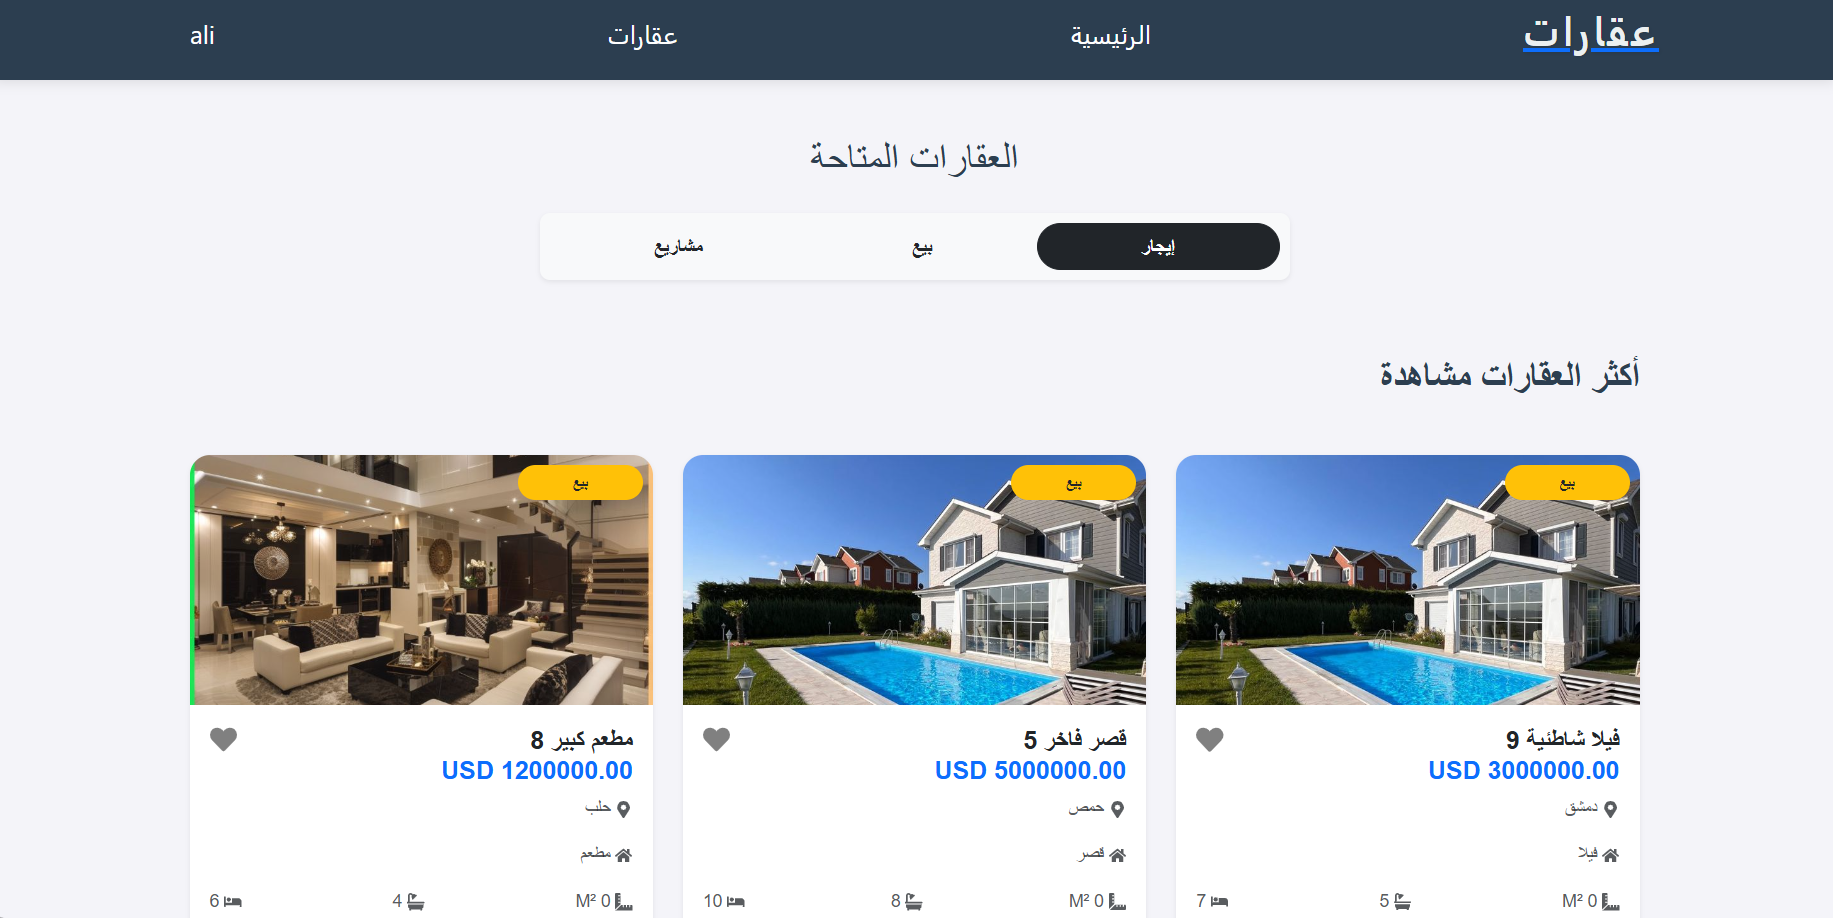 عقارات
الرئيسية
عقارات
ali
العقارات المتاحة
إيجار
بيع
مشاريع
أكثر العقارات مشاهدة
بيع
فيلا شاطئية 9
USD 3000000.00
دمشق
فيلا
M² 0
5
7
بيع
قصر فاخر 5
USD 5000000.00
حمص
قصر
M² 0
8
10
بيع
مطعم كبير 8
USD 1200000.00
حلب
مطعم
M² 0
4
6